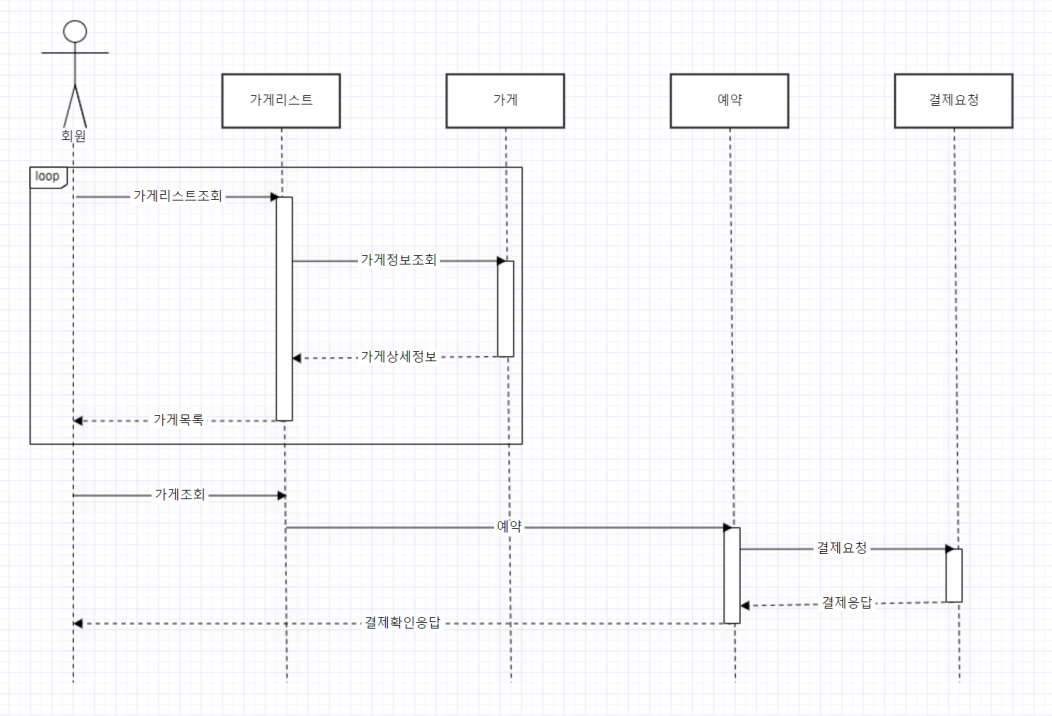 회원
가게리스트
가게
예약
결제요청
loop
가게리스트조회
가게정보조회
가게상세정보
가게목록
가게조회
예약
결제요청
결제응답
결제확인응답